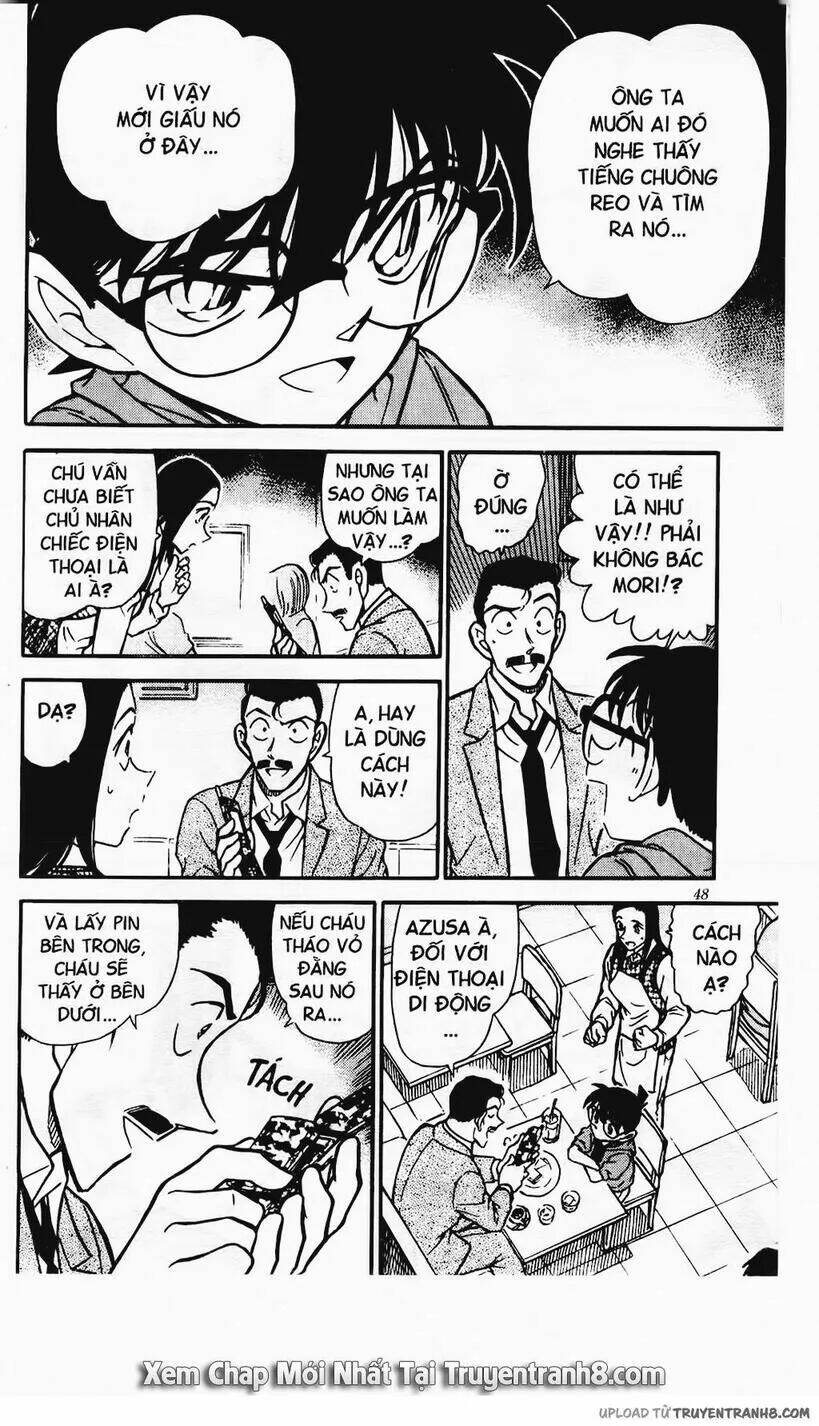 ÔNG TA
MUỐN AI ĐÓ
NGHE THẤY
TIẾNG CHUÔNG
REO VÀ TÌM
RA NÓ...
VÌ VẬY
MỚI GIẤU NÓ
Ở ĐÂY...
CÓ THỂ
LÀ NHƯ
VẬY!! PHẢI
KHÔNG BÁC
MORI!?
Ờ
ĐÚNG
...
NHƯNG TẠI
SAO ÔNG TA
MUỐN LÀM
VẬY...?
CHÚ VẪN
CHƯA BIẾT
CHỦ NHÂN
CHIẾC ĐIỆN
THOẠI LÀ
AI À?
A, HAY
LÀ DÙNG
CÁCH
NÀY!
DẠ?
48
CÁCH
NÀO
Ạ?
AZUSA À,
ĐỐI VỚI
ĐIỆN THOẠI
DI ĐỘNG
...
NẾU CHÁU
THÁO VỎ
ĐẰNG
SAU NÓ
RA...
VÀ LẤY PIN
BÊN TRONG,
CHÁU SẼ
THẤY Ở BÊN
DƯỚI...
TÁCH
Xem Chap Mới Nhất Tại Truyentranh8.com
UPLOAD TỪ TRUYENTRANH8.COM